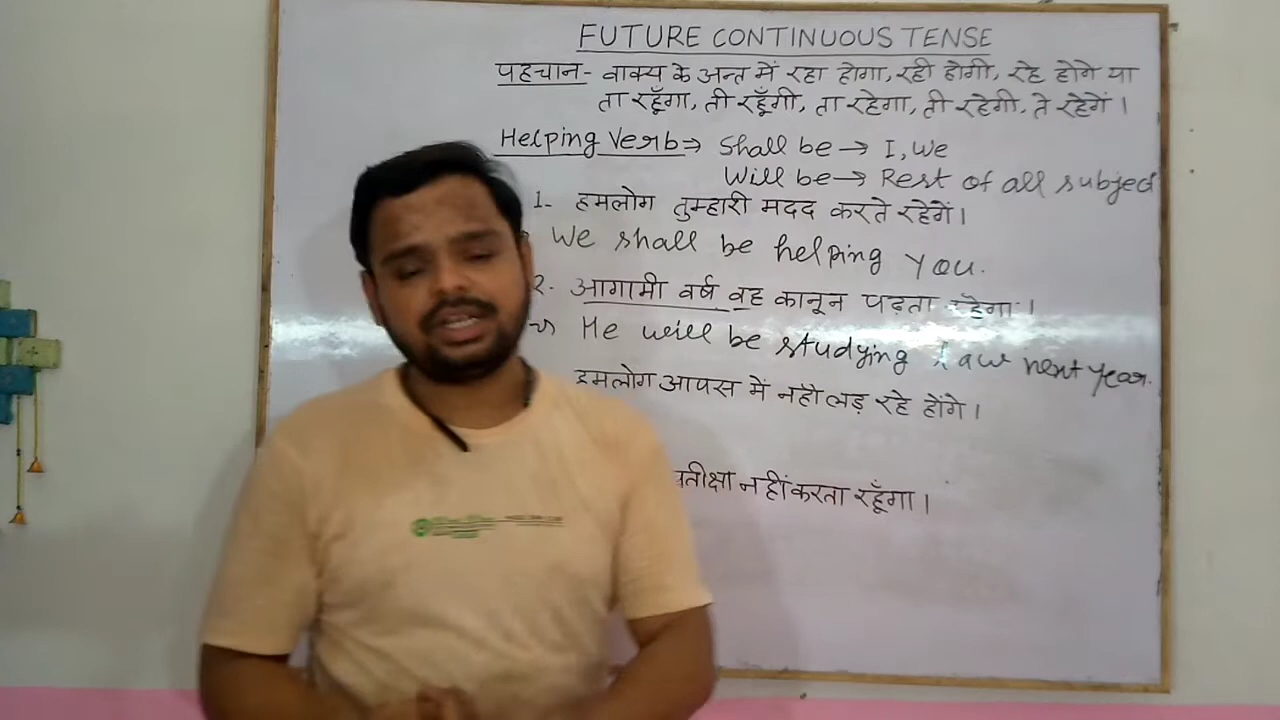 FUTURE CONTINUOUS TENSE
पहचान- वाक्य के अन्त में रहा होगा, रही होगी, रहे होगे या
ता रहूँगा, ती रहूँगी, ता रहेगा, ती रहेगी, ते रहेगें।
Helping Verb⇒ Shall be → I, We
Will be → Rest of all subject
1- हमलोग तुम्हारी मदद करते रहेगें।
We shall be helping you.
2. आगामी वर्ष वह कानून पढ़ता रहेगा।
He will be studying Law next year.
हमलोग आपस में नहीं लड़ रहे होंगे।
नहीं करता रहूँगा।